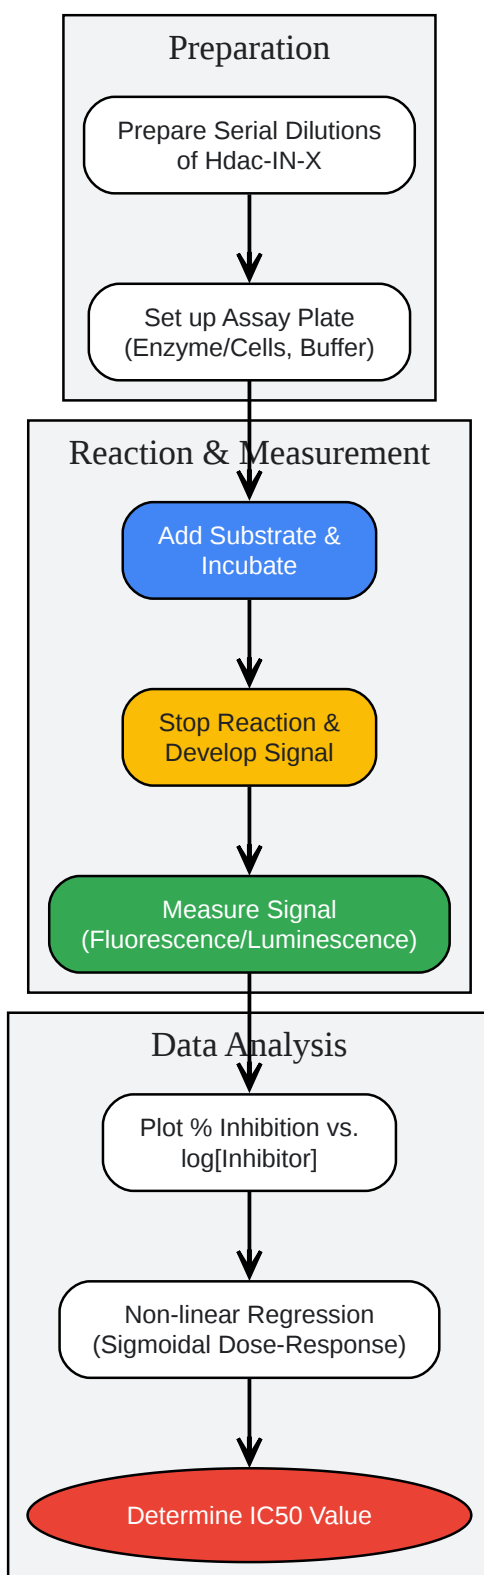 Preparation
Prepare Serial Dilutions
of Hdac-IN-X
Set up Assay Plate
(Enzyme/Cells, Buffer)
Reaction & Measurement
Add Substrate &
Incubate
Stop Reaction &
Develop Signal
Measure Signal
(Fluorescence/Luminescence)
Data Analysis
Plot % Inhibition vs.
log[Inhibitor]
Non-linear Regression
(Sigmoidal Dose-Response)
Determine IC50 Value